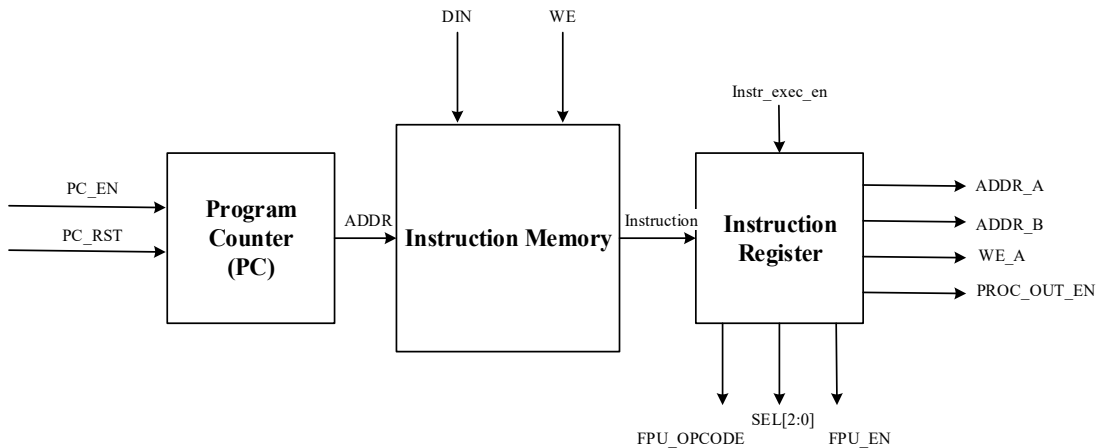 DIN
WE
Instr_exec_en
PC_EN
PC_RST
Program
Counter
(PC)
ADDR
Instruction Memory
Instruction
Instruction
Register
ADDR_A
ADDR_B
WE_A
PROC_OUT_EN
FPU_OPCODE
SEL[2:0]
FPU_EN